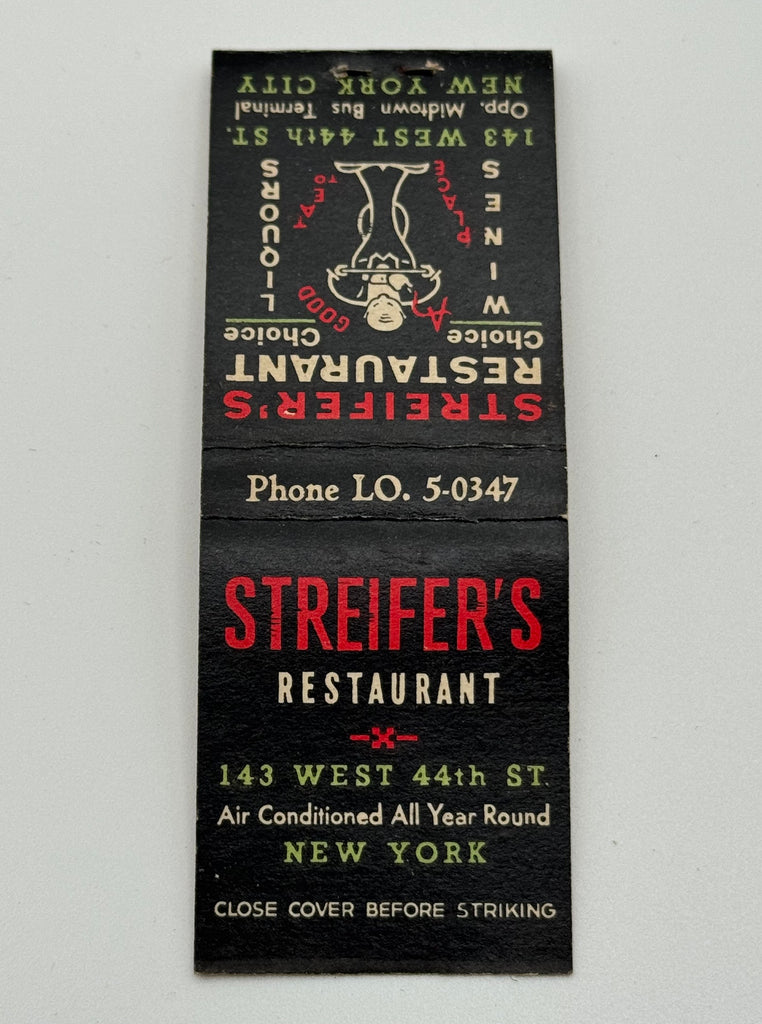 STREIFER'S
RESTAURANT
Choice Choice
WINES
LIQUORS
A GOOD
PLACE TO EAT
143 WEST 44th ST.
Opp. Midtown Bus Terminal
NEW YORK CITY
Phone LO. 5-0347
STREIFER'S
RESTAURANT
143 WEST 44th ST.
Air Conditioned All Year Round
NEW YORK
CLOSE COVER BEFORE STRIKING